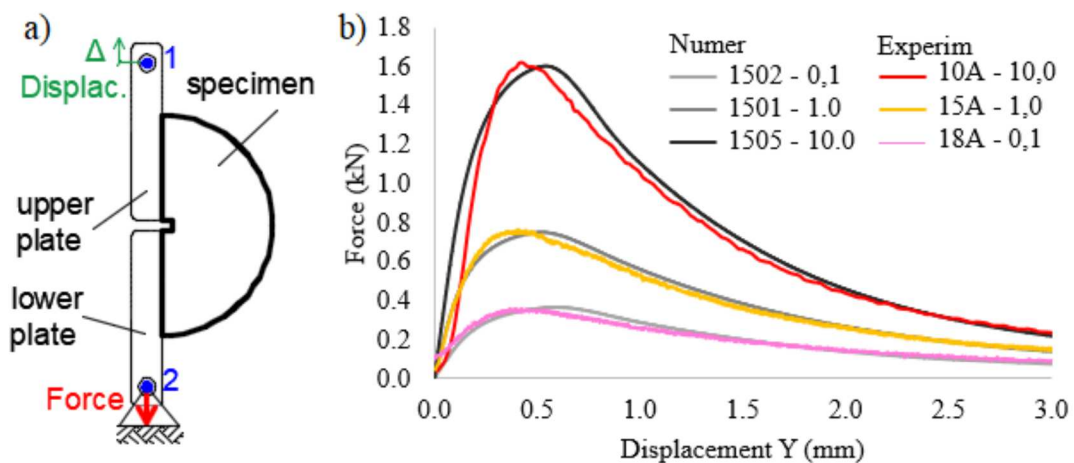 a)
Δ
1
Displac.
specimen
upper
plate
lower
plate
2
Force
b)
Force (kN)
1.8
1.6
1.4
1.2
1.0
0.8
0.6
0.4
0.2
0.0
Numer
1502 - 0,1
1501 - 1.0
1505 - 10.0
Experim
10A - 10,0
15A - 1,0
18A - 0,1
0.0 0.5 1.0 1.5 2.0 2.5 3.0
Displacement Y (mm)